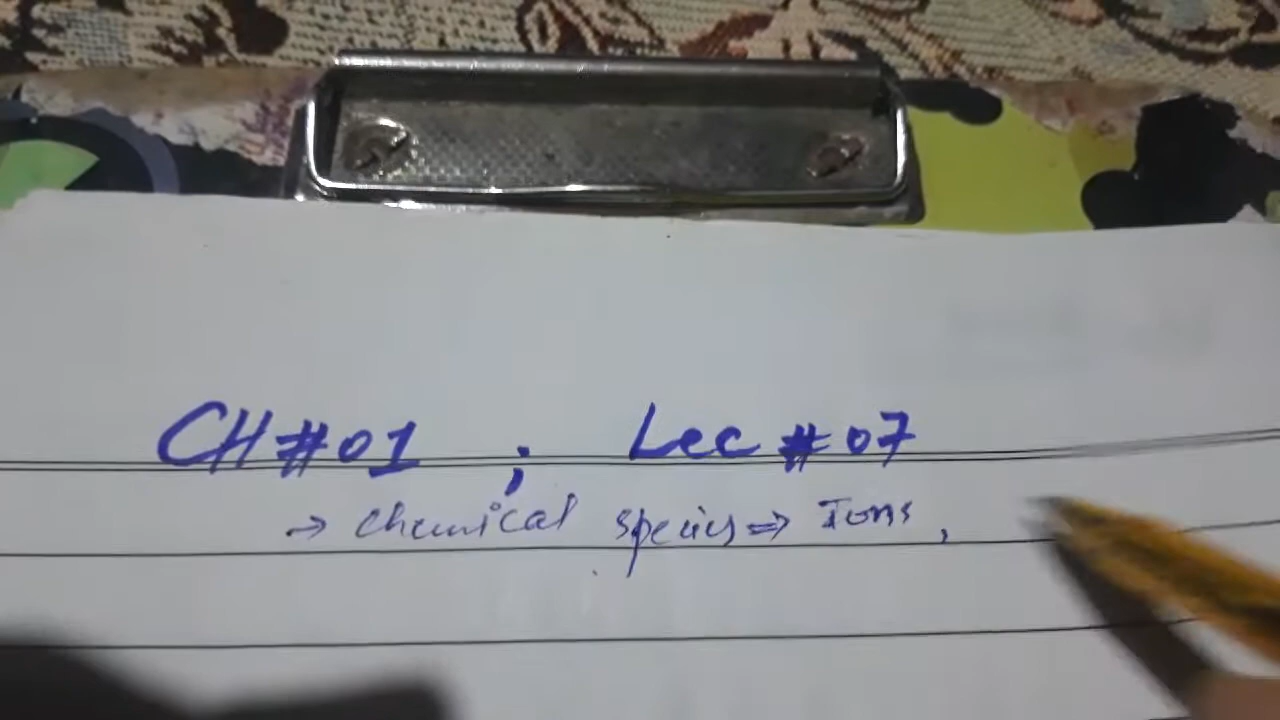 CH#01 ; Lec #07
→ Chemical Species ⇒ Ions,